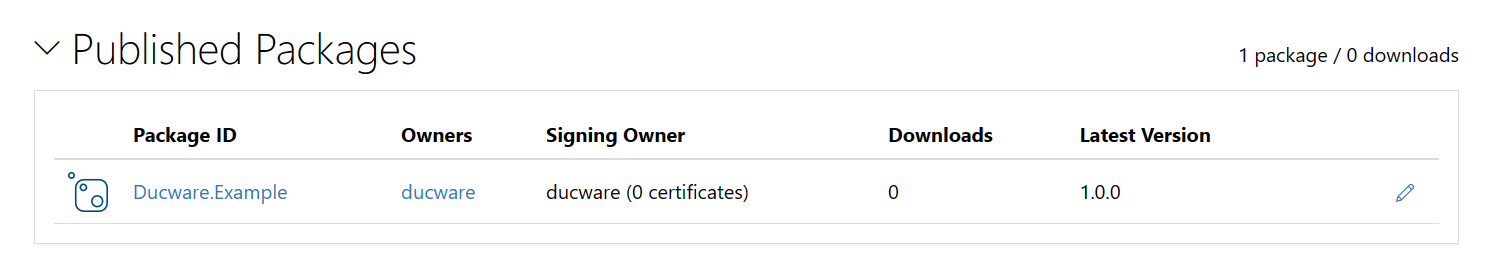 Published Packages
1 package / 0 downloads
Package ID Owners Signing Owner Downloads Latest Version
Ducware.Example ducware ducware (0 certificates) 0 1.0.0